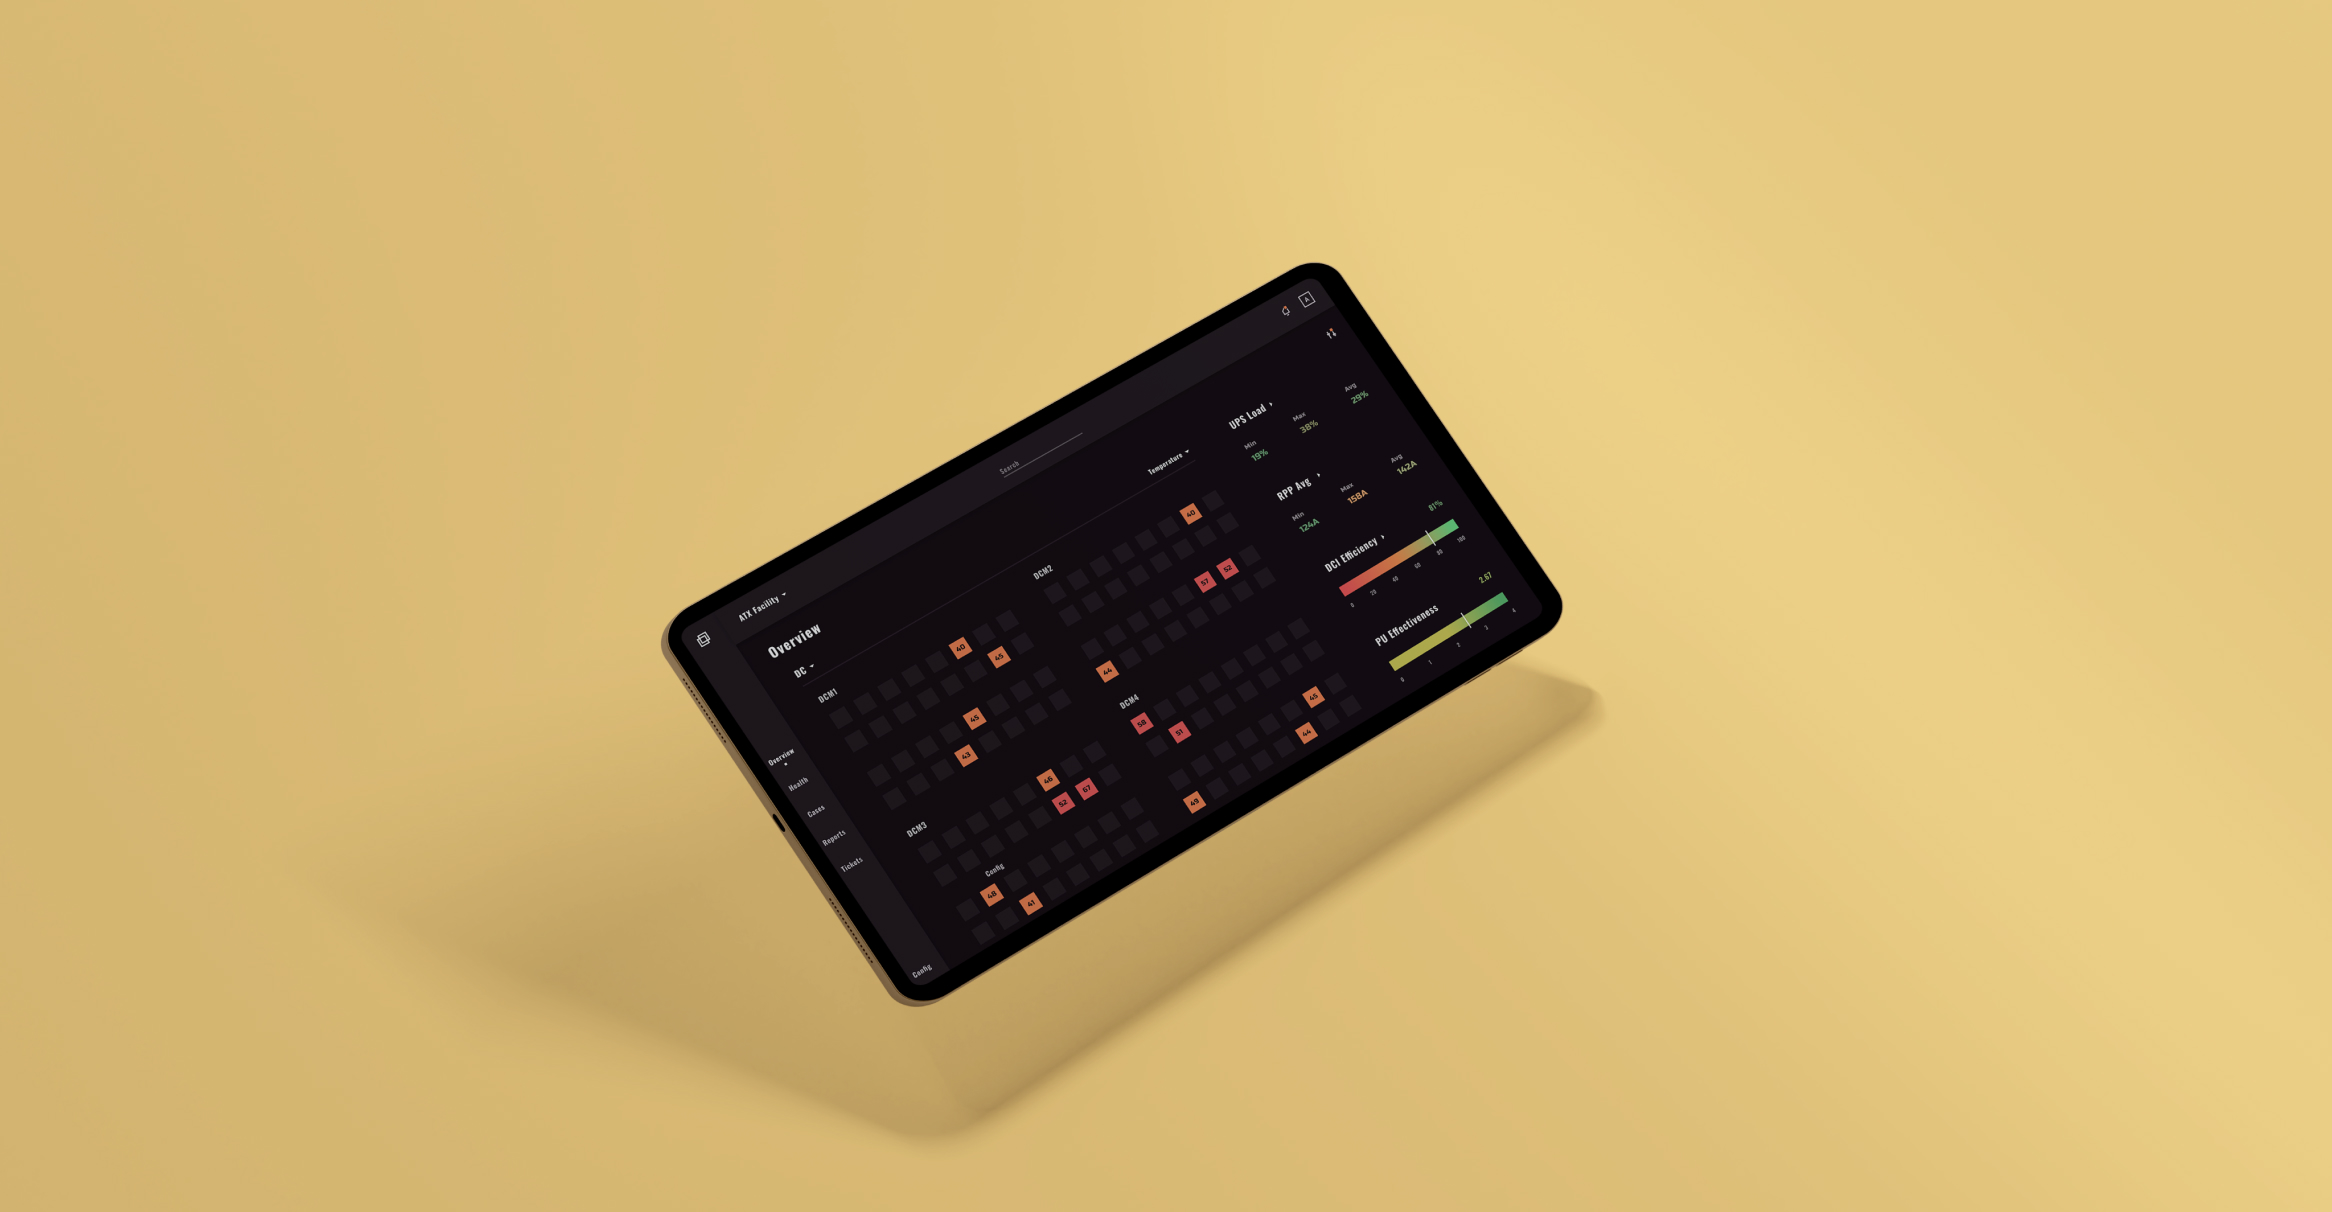 A
ATX Facility
Search
Overview
DC
Temperature
DCM1
40
45
45
43
DCM2
40
57
52
44
DCM3
46
52
67
Config
48
41
DCM4
58
51
45
44
49
UPS Load
Min
Max
Avg
19%
38%
29%
RPP Avg
Min
Max
Avg
124A
158A
142A
DCI Efficiency
81%
0
20
40
60
80
100
PU Effectiveness
2.67
0
1
2
3
4
Overview
Health
Cases
Reports
Tickets
Config